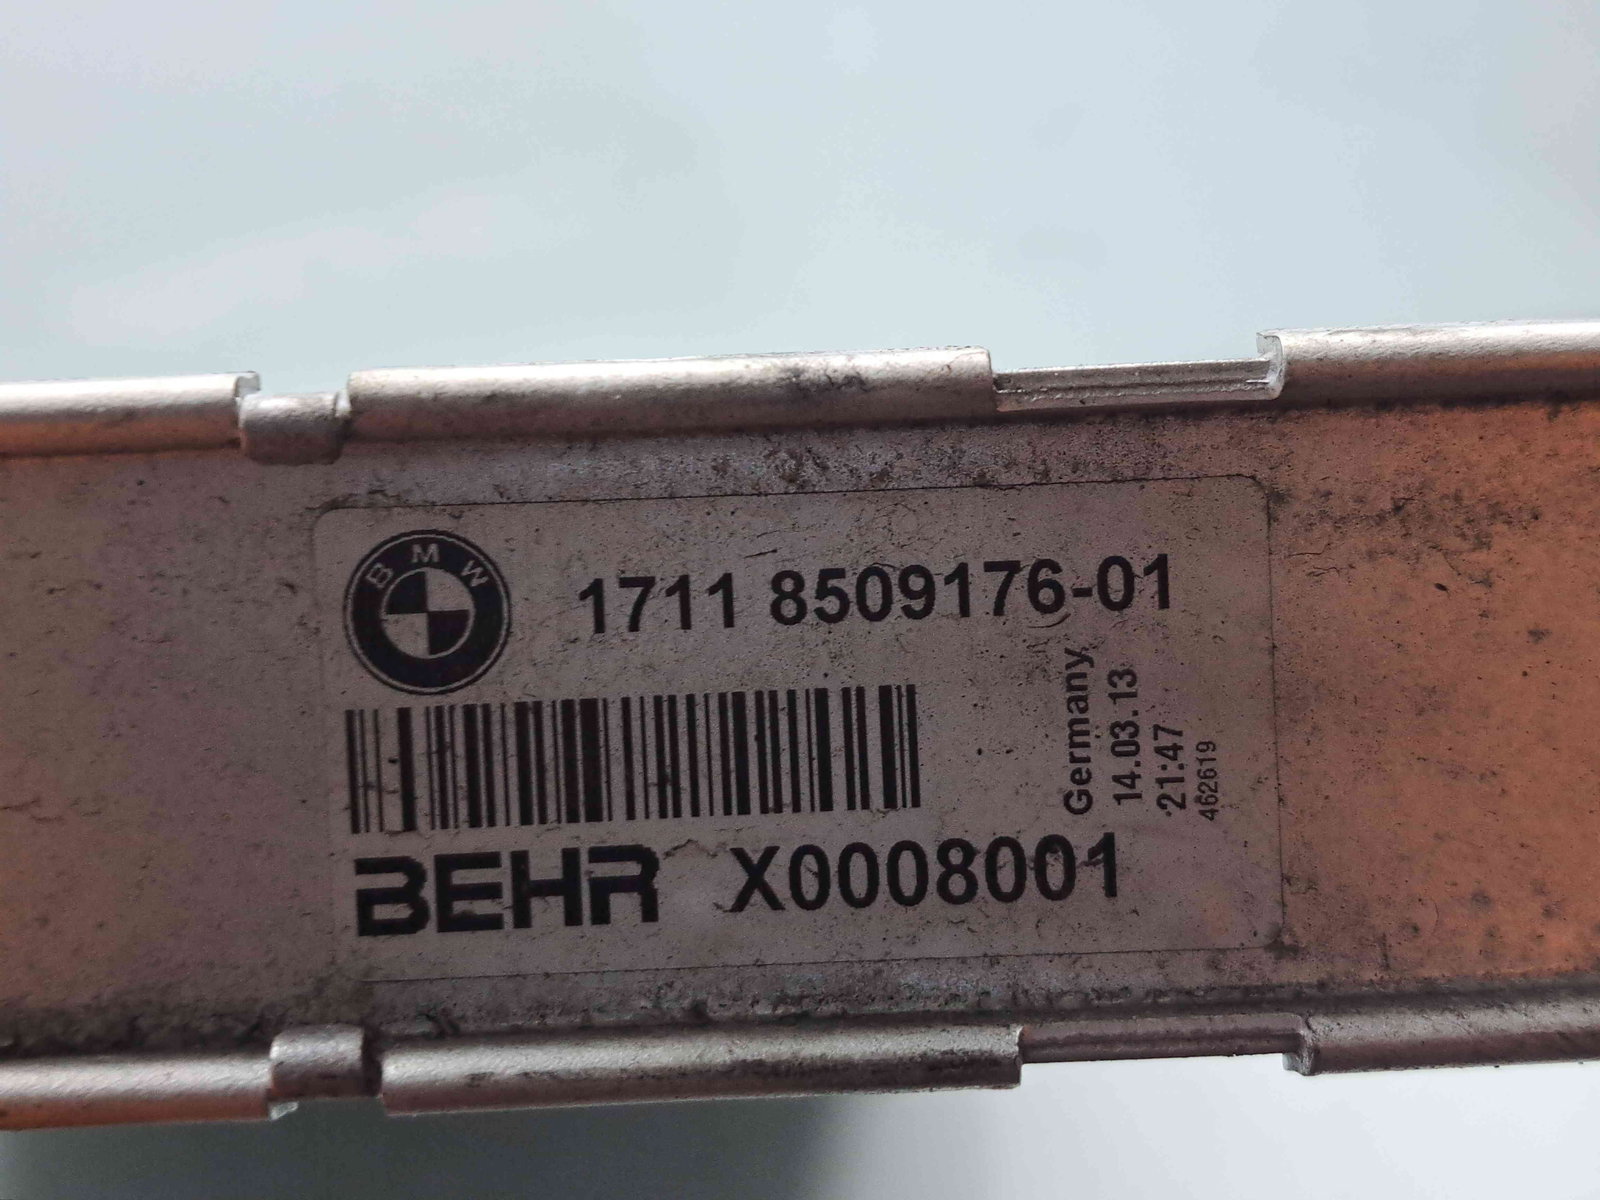 BMW
1711 8509176-01
Germany
14.03.13
21:47
462619
BEHR X0008001